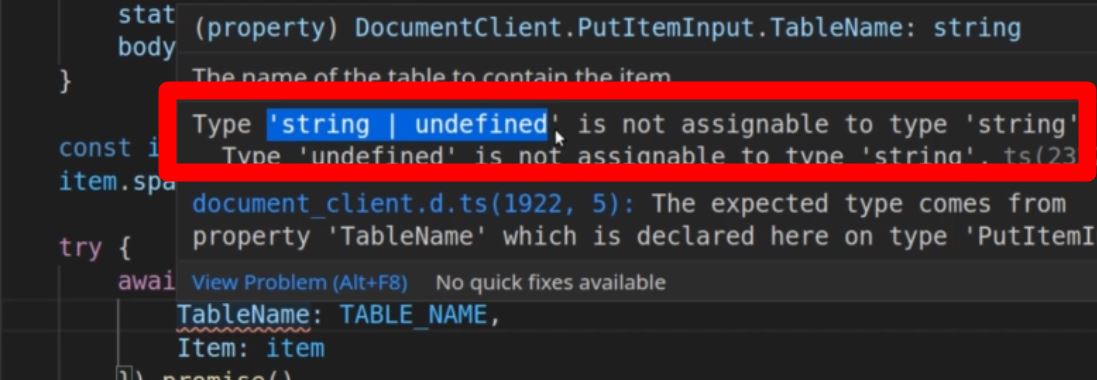 stat
(property) DocumentClient.PutItemInput.TableName: string
body
The name of the table to contain the item
}
Type 'string | undefined' is not assignable to type 'string'
const i
Type 'undefined' is not assignable to type 'string'. ts(23
item.spa
document_client.d.ts(1922, 5): The expected type comes from
property 'TableName' which is declared here on type 'PutItemI
try {
awai
View Problem (Alt+F8) No quick fixes available
TableName: TABLE_NAME,
Item: item
}).promise()